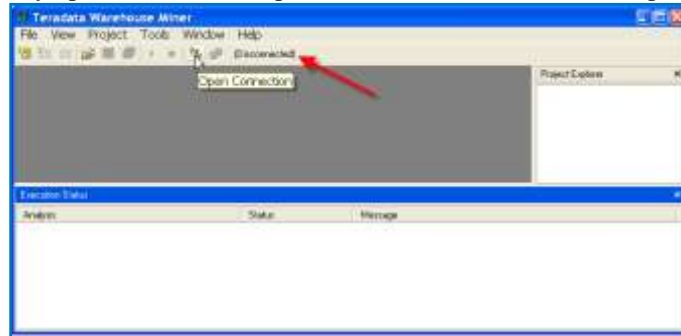 Teradata Warehouse Miner
File View Project Tools Window Help
(Disconnected)
Open Connection
Project Explorer
Execution Status
Analysis Status Message